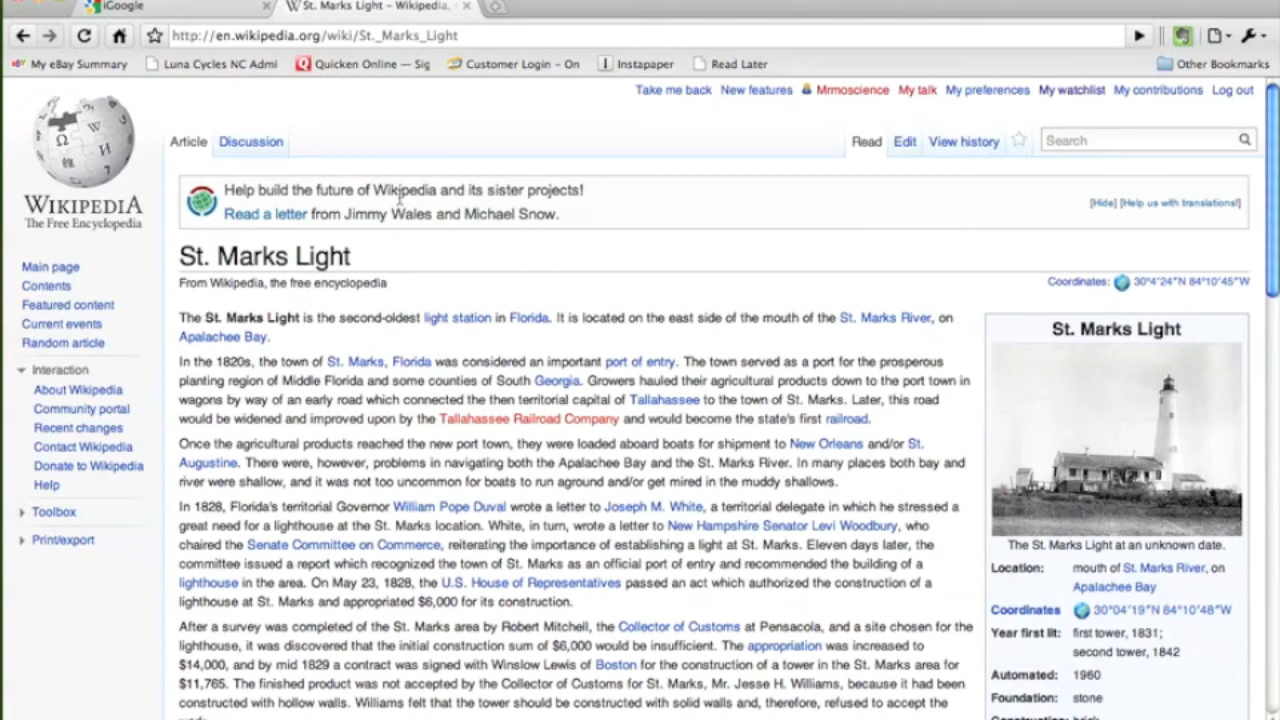 iGoogle
St. Marks Light – Wikipedia,
http://en.wikipedia.org/wiki/St._Marks_Light
My eBay Summary Luna Cycles NC Admi Quicken Online — Sig Customer Login – On Instapaper Read Later Other Bookmarks
Take me back New features Mrmoscience My talk My preferences My watchlist My contributions Log out
Article Discussion Read Edit View history Search
WIKIPEDIA
The Free Encyclopedia
Help build the future of Wikipedia and its sister projects!
Read a letter from Jimmy Wales and Michael Snow.
[Hide] [Help us with translations!]
Main page
Contents
Featured content
Current events
Random article
Interaction
About Wikipedia
Community portal
Recent changes
Contact Wikipedia
Donate to Wikipedia
Help
Toolbox
Print/export
St. Marks Light
From Wikipedia, the free encyclopedia
Coordinates: 30°4′24″N 84°10′45″W
The St. Marks Light is the second-oldest light station in Florida. It is located on the east side of the mouth of the St. Marks River, on
Apalachee Bay.
In the 1820s, the town of St. Marks, Florida was considered an important port of entry. The town served as a port for the prosperous
planting region of Middle Florida and some counties of South Georgia. Growers hauled their agricultural products down to the port town in
wagons by way of an early road which connected the then territorial capital of Tallahassee to the town of St. Marks. Later, this road
would be widened and improved upon by the Tallahassee Railroad Company and would become the state's first railroad.
Once the agricultural products reached the new port town, they were loaded aboard boats for shipment to New Orleans and/or St.
Augustine. There were, however, problems in navigating both the Apalachee Bay and the St. Marks River. In many places both bay and
river were shallow, and it was not too uncommon for boats to run aground and/or get mired in the muddy shallows.
In 1828, Florida's territorial Governor William Pope Duval wrote a letter to Joseph M. White, a territorial delegate in which he stressed a
great need for a lighthouse at the St. Marks location. White, in turn, wrote a letter to New Hampshire Senator Levi Woodbury, who
chaired the Senate Committee on Commerce, reiterating the importance of establishing a light at St. Marks. Eleven days later, the
committee issued a report which recognized the town of St. Marks as an official port of entry and recommended the building of a
lighthouse in the area. On May 23, 1828, the U.S. House of Representatives passed an act which authorized the construction of a
lighthouse at St. Marks and appropriated $6,000 for its construction.
After a survey was completed of the St. Marks area by Robert Mitchell, the Collector of Customs at Pensacola, and a site chosen for the
lighthouse, it was discovered that the initial construction sum of $6,000 would be insufficient. The appropriation was increased to
$14,000, and by mid 1829 a contract was signed with Winslow Lewis of Boston for the construction of a tower in the St. Marks area for
$11,765. The finished product was not accepted by the Collector of Customs for St. Marks, Mr. Jesse H. Williams, because it had been
constructed with hollow walls. Williams felt that the tower should be constructed with solid walls and, therefore, refused to accept the
St. Marks Light
The St. Marks Light at an unknown date.
Location: mouth of St. Marks River, on
Apalachee Bay
Coordinates 30°04′19″N 84°10′48″W
Year first lit: first tower, 1831;
second tower, 1842
Automated: 1960
Foundation: stone